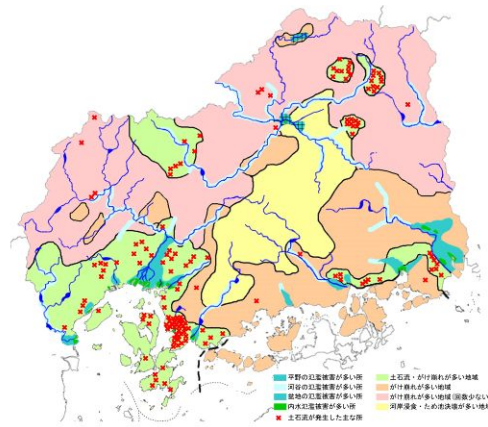 平野の氾濫被害が多い所
河谷の氾濫被害が多い所
盆地の氾濫被害が多い所
内水氾濫被害が多い所
土石流が発生した主な所
土石流・がけ崩れが多い地域
がけ崩れが多い地域
がけ崩れが多い地域(回数少ない
河岸浸食・ため池決壊が多い地